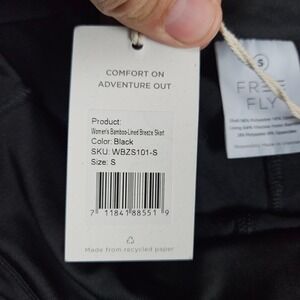 COMFORT ON
ADVENTURE OUT
Product:
Women's Bamboo-Lined Breeze Skort
Color: Black
SKU: WBZS101-S
Size: S
7 11841 88551 9
Made from recycled paper
S
FREE
FLY